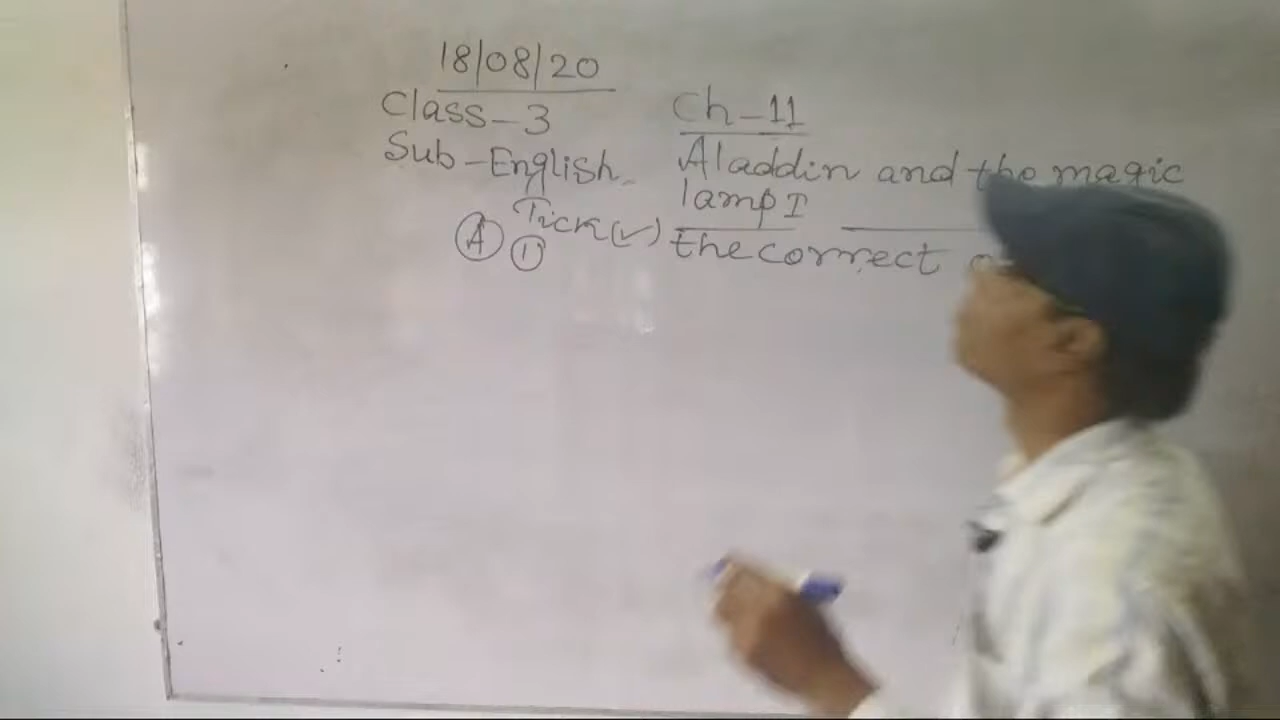 18/08/20
Class-3
Sub-English
Ch-11
Aladdin and the magic
lamp I
Ⓐ ① Tick(✓) the correct